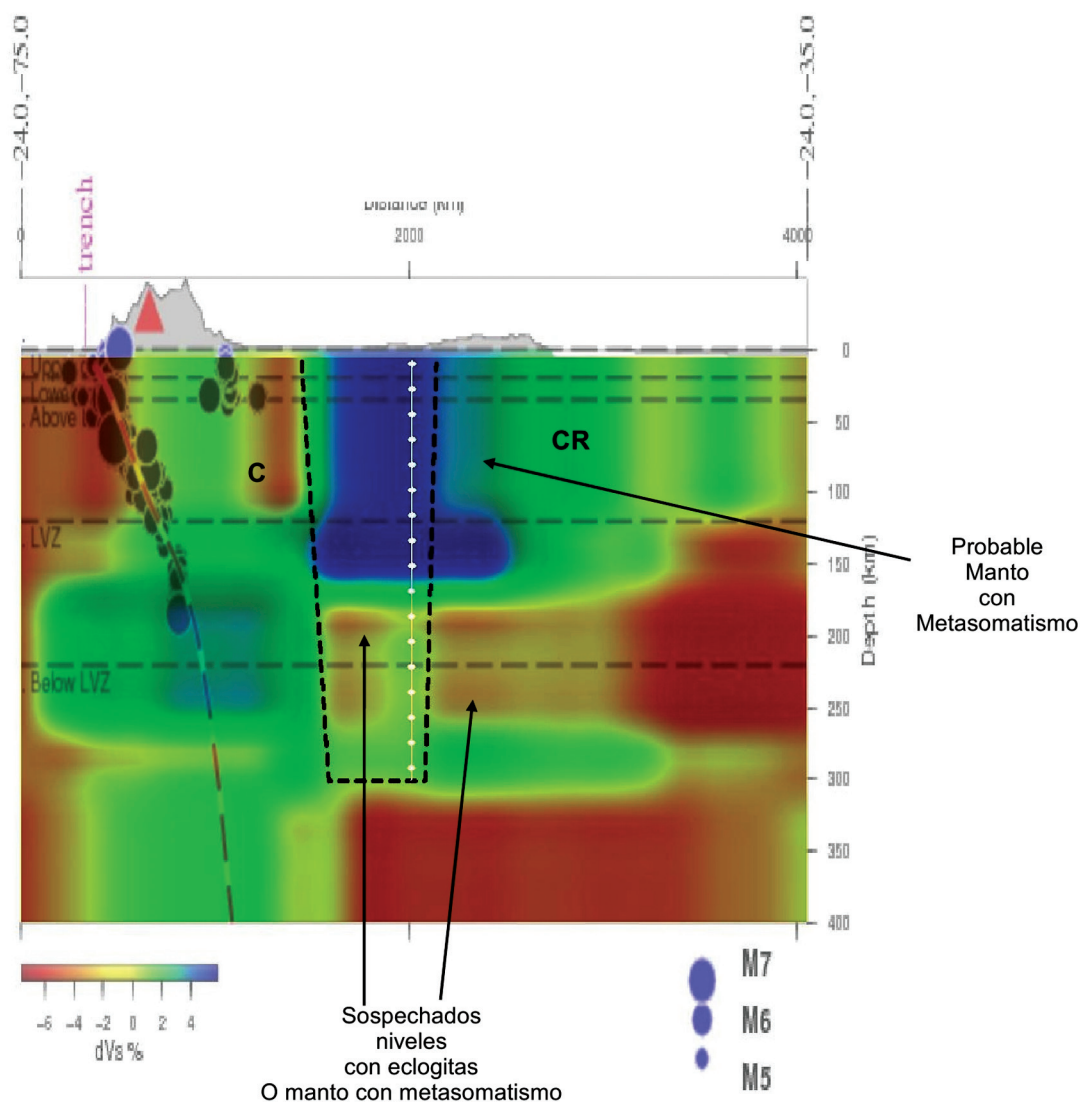 -24.0,-75.0
-24.0,-35.0
trench
Distance (km)
0
2000
4000
0
Lowe
Above
LVZ
Below LVZ
C
CR
50
100
150
200
250
300
350
400
Depth (km)
Probable
Manto
con
Metasomatismo
-6 -4 -2 0 2 4
dVs %
Sospechados
niveles
con eclogitas
O manto con metasomatismo
M7
M6
M5